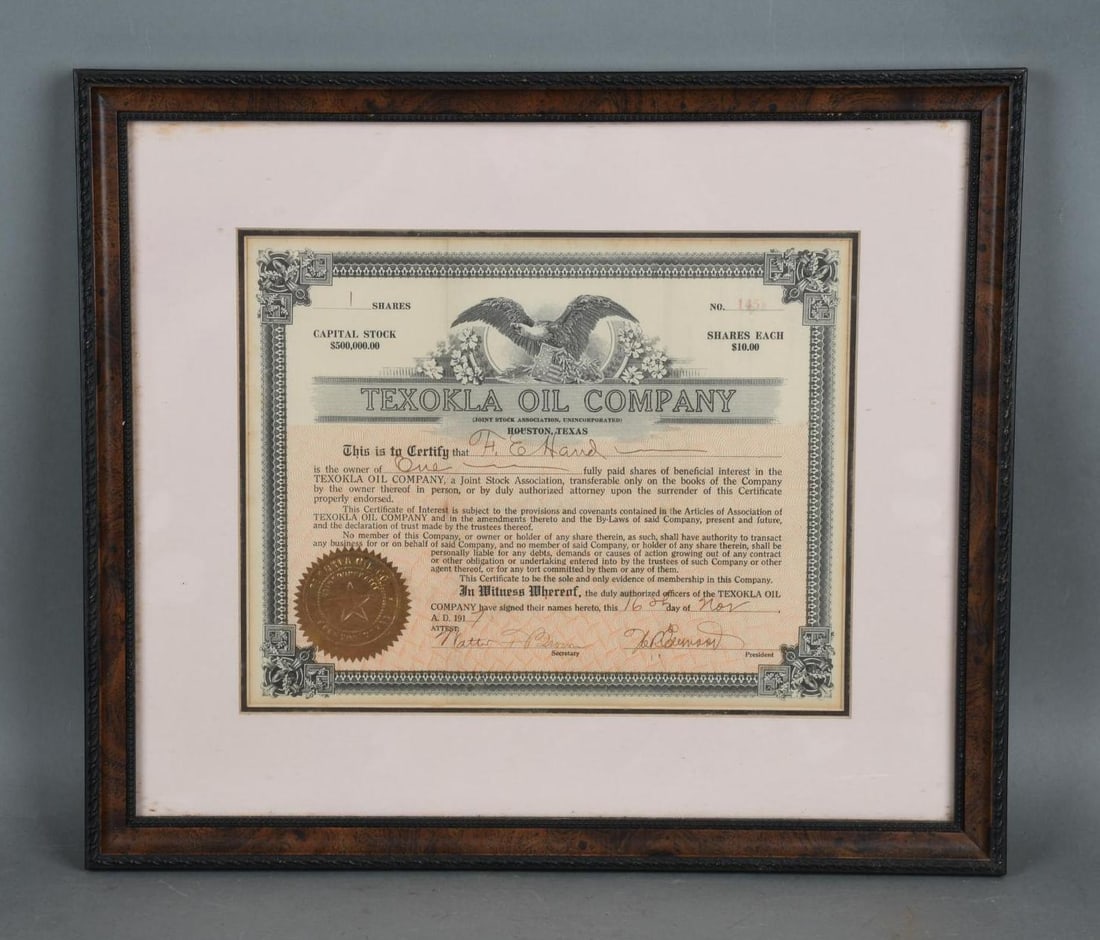 1 SHARES
NO. 145
CAPITAL STOCK
$500,000.00
SHARES EACH
$10.00
TEXOKLA OIL COMPANY
(JOINT STOCK ASSOCIATION, UNINCORPORATED)
HOUSTON, TEXAS
This is to Certify that F. E. Hand
is the owner of One fully paid shares of beneficial interest in the
TEXOKLA OIL COMPANY, a Joint Stock Association, transferable only on the books of the Company
by the owner thereof in person, or by duly authorized attorney upon the surrender of this Certificate
properly endorsed.
This Certificate of Interest is subject to the provisions and covenants contained in the Articles of Association of
TEXOKLA OIL COMPANY and in the amendments thereto and the By-Laws of said Company, present and future,
and the declaration of trust made by the trustees thereof.
No member of this Company, or owner or holder of any share therein, as such, shall have authority to transact
any business for or on behalf of said Company, and no member of said Company, or holder of any share therein, shall be
personally liable for any debts, demands or causes of action growing out of any contract
or other obligation or undertaking entered into by the trustees of such Company or other
agent thereof, or for any tort committed by them or any of them.
This Certificate to be the sole and only evidence of membership in this Company.
In Witness Whereof, the duly authorized officers of the TEXOKLA OIL
COMPANY have signed their names hereto, this 16 day of Nov
A. D. 191
ATTEST:
Secretary
President